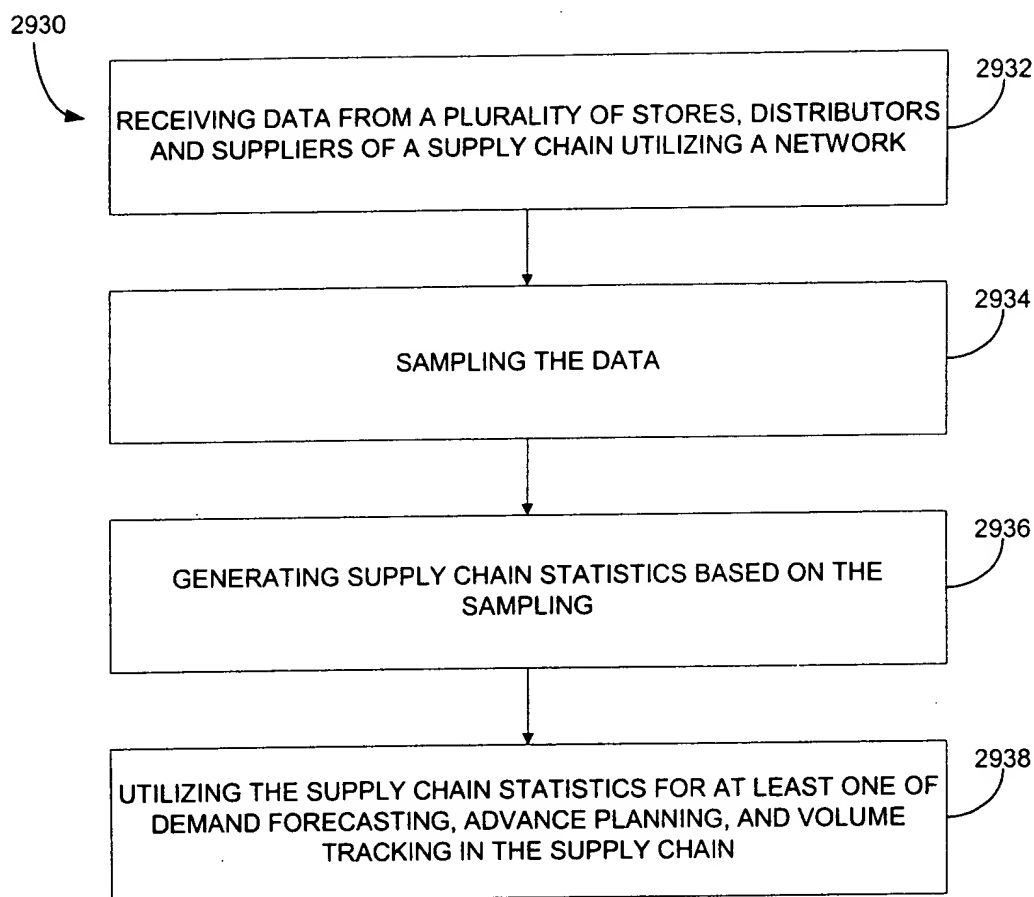 2930
2932
RECEIVING DATA FROM A PLURALITY OF STORES, DISTRIBUTORS
AND SUPPLIERS OF A SUPPLY CHAIN UTILIZING A NETWORK
2934
SAMPLING THE DATA
2936
GENERATING SUPPLY CHAIN STATISTICS BASED ON THE
SAMPLING
2938
UTILIZING THE SUPPLY CHAIN STATISTICS FOR AT LEAST ONE OF
DEMAND FORECASTING, ADVANCE PLANNING, AND VOLUME
TRACKING IN THE SUPPLY CHAIN